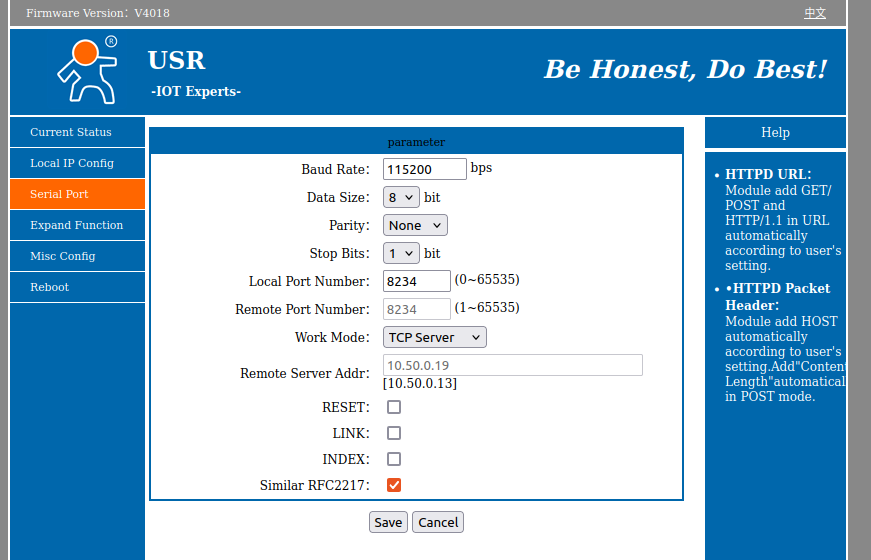 Firmware Version: V4018
中文
®
USR
-IOT Experts-
Be Honest, Do Best!
Current Status
Local IP Config
Serial Port
Expand Function
Misc Config
Reboot
parameter
Baud Rate: 115200 bps
Data Size: 8 bit
Parity: None
Stop Bits: 1 bit
Local Port Number: 8234 (0~65535)
Remote Port Number: 8234 (1~65535)
Work Mode: TCP Server
Remote Server Addr: 10.50.0.19
[10.50.0.13]
RESET:
LINK:
INDEX:
Similar RFC2217:
Save Cancel
Help
• HTTPD URL:
Module add GET/
POST and
HTTP/1.1 in URL
automatically
according to user's
setting.
• •HTTPD Packet
Header:
Module add HOST
automatically
according to user's
setting.Add"Conten
Length"automatical
in POST mode.